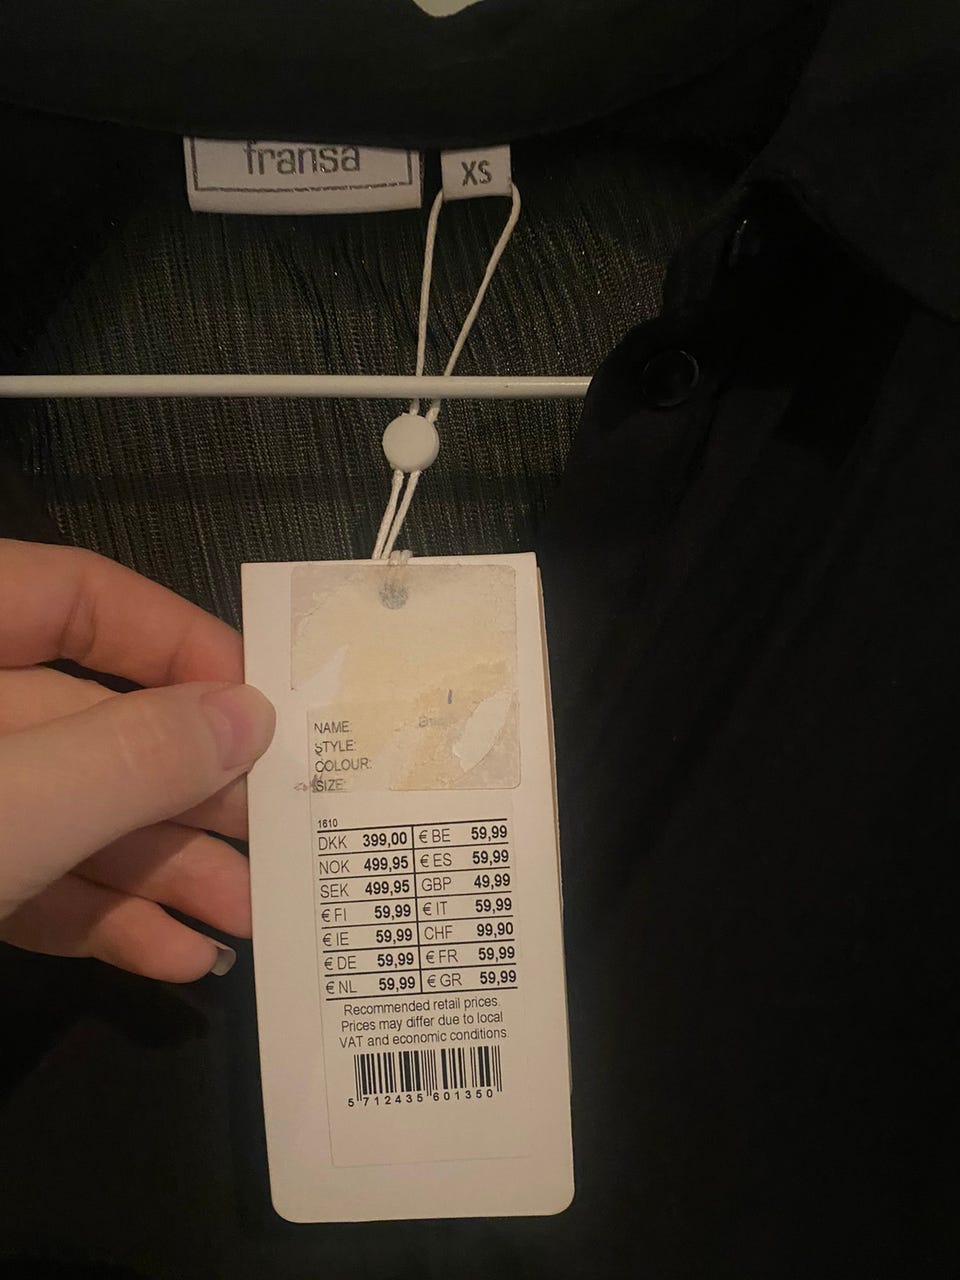 fransa
XS
NAME:
STYLE:
COLOUR:
SIZE:
1610
DKK 399,00 € BE 59,99
NOK 499,95 € ES 59,99
SEK 499,95 GBP 49,99
€ FI 59,99 € IT 59,99
€ IE 59,99 CHF 99,90
€ DE 59,99 € FR 59,99
€ NL 59,99 € GR 59,99
Recommended retail prices.
Prices may differ due to local
VAT and economic conditions.
5 712435 601350